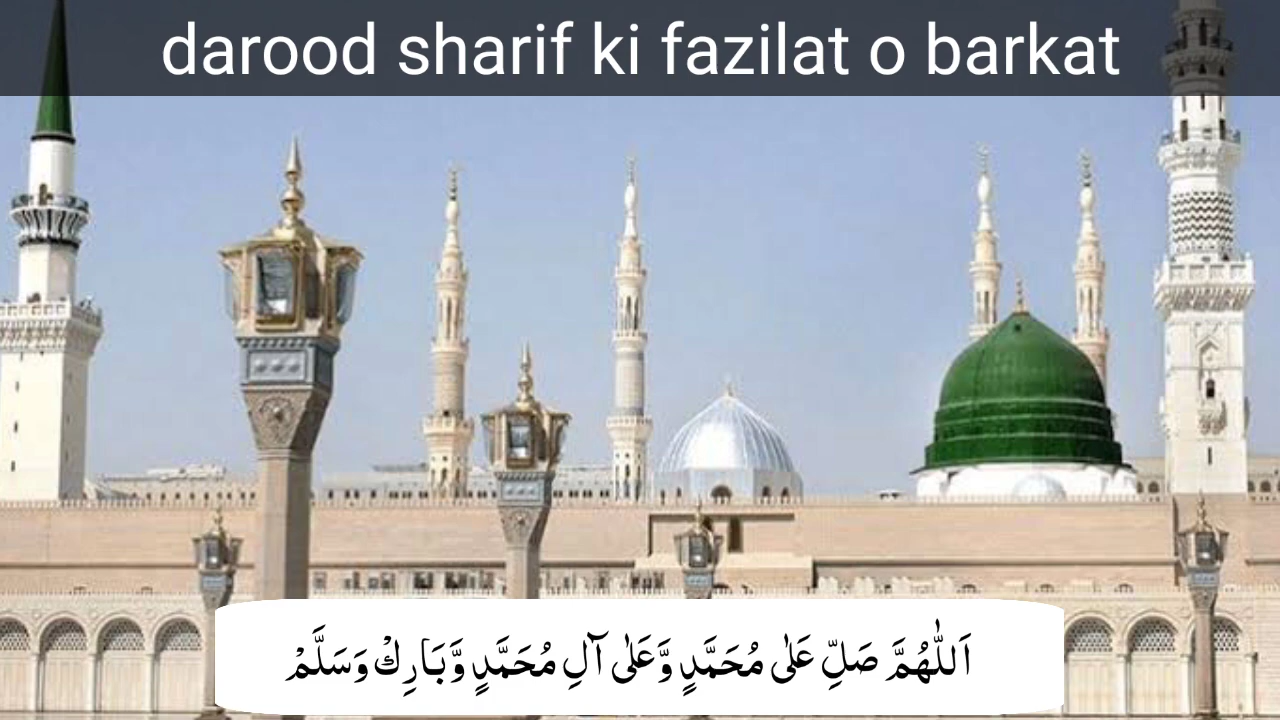 darood sharif ki fazilat o barkat
اَللّٰهُمَّ صَلِّ عَلٰى مُحَمَّدٍ وَّعَلٰى آلِ مُحَمَّدٍ وَّبَارِكْ وَسَلَّمْ